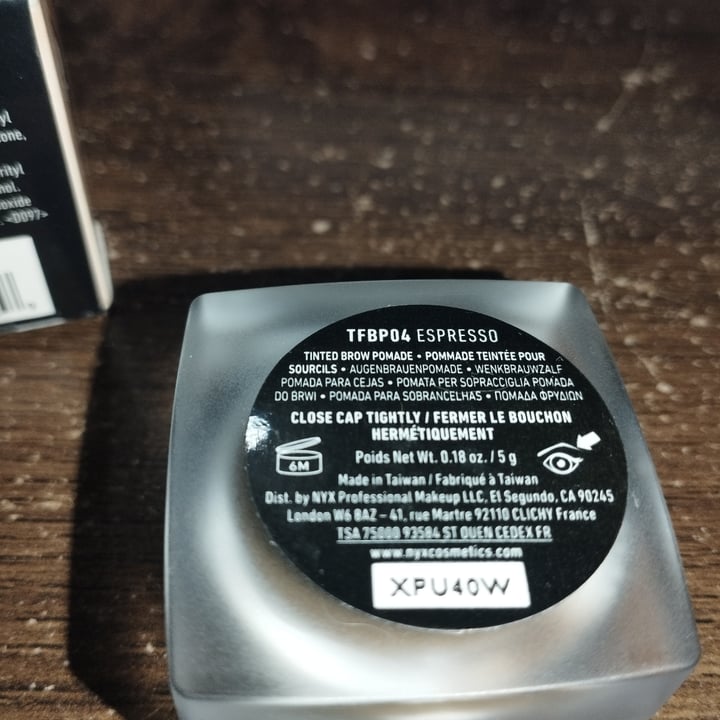 yl
one,
rityl
nol.
oxide
. <D097>
TFBP04 ESPRESSO
TINTED BROW POMADE • POMMADE TEINTÉE POUR
SOURCILS • AUGENBRAUENPOMADE • WENKBRAUWZALF
POMADA PARA CEJAS • POMATA PER SOPRACCIGLIA POMADA
DO BRWI • POMADA PARA SOBRANCELHAS • ΠΟΜΑΔΑ ΦΡΥΔΙΩΝ
CLOSE CAP TIGHTLY / FERMER LE BOUCHON
HERMÉTIQUEMENT
6M
Poids Net Wt. 0.18 oz. / 5 g
Made in Taiwan / Fabriqué à Taiwan
Dist. by NYX Professional Makeup LLC, El Segundo, CA 90245
London W6 8AZ – 41, rue Martre 92110 CLICHY France
TSA 75800 93584 ST OUEN CEDEX FR
www.nyxcosmetics.com
XPU40W